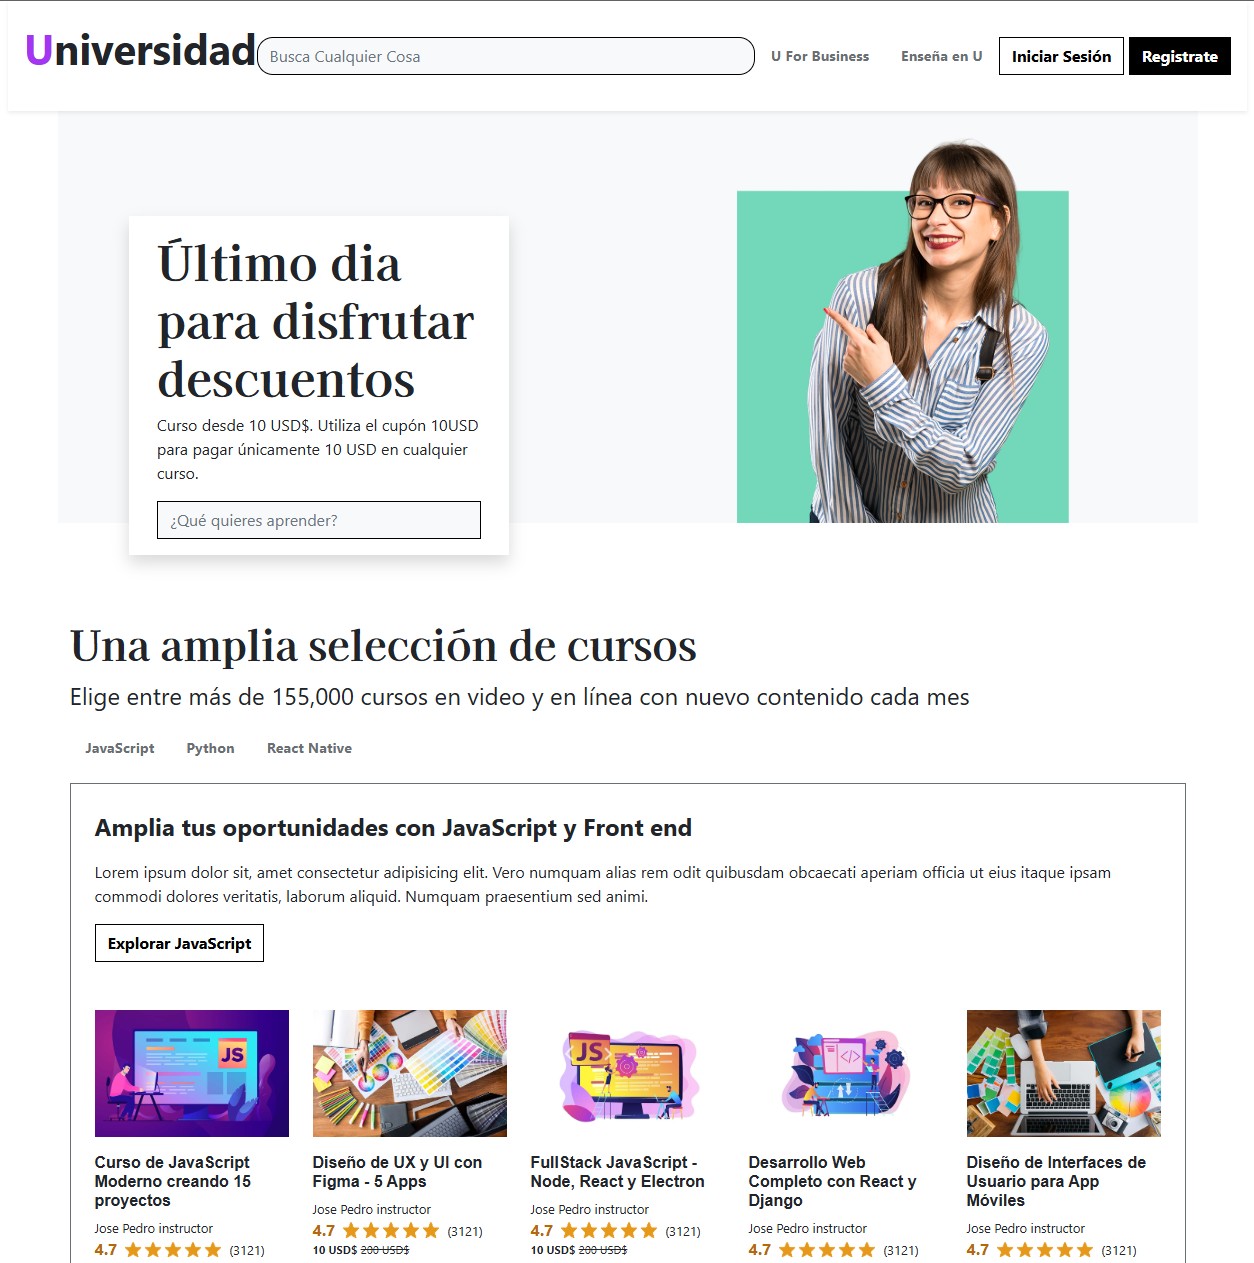 Universidad
Busca Cualquier Cosa
U For Business
Enseña en U
Iniciar Sesión
Registrate
Último dia
para disfrutar
descuentos
Curso desde 10 USD$. Utiliza el cupón 10USD
para pagar únicamente 10 USD en cualquier
curso.
¿Qué quieres aprender?
Una amplia selección de cursos
Elige entre más de 155,000 cursos en video y en línea con nuevo contenido cada mes
JavaScript
Python
React Native
Amplia tus oportunidades con JavaScript y Front end
Lorem ipsum dolor sit, amet consectetur adipisicing elit. Vero numquam alias rem odit quibusdam obcaecati aperiam officia ut eius itaque ipsam
commodi dolores veritatis, laborum aliquid. Numquam praesentium sed animi.
Explorar JavaScript
JS
Curso de JavaScript
Moderno creando 15
proyectos
Jose Pedro instructor
4.7 (3121)
Diseño de UX y UI con
Figma - 5 Apps
Jose Pedro instructor
4.7 (3121)
10 USD$ 200 USD$
JS
FullStack JavaScript -
Node, React y Electron
Jose Pedro instructor
4.7 (3121)
10 USD$ 200 USD$
</>
Desarrollo Web
Completo con React y
Django
Jose Pedro instructor
4.7 (3121)
Diseño de Interfaces de
Usuario para App
Móviles
Jose Pedro instructor
4.7 (3121)